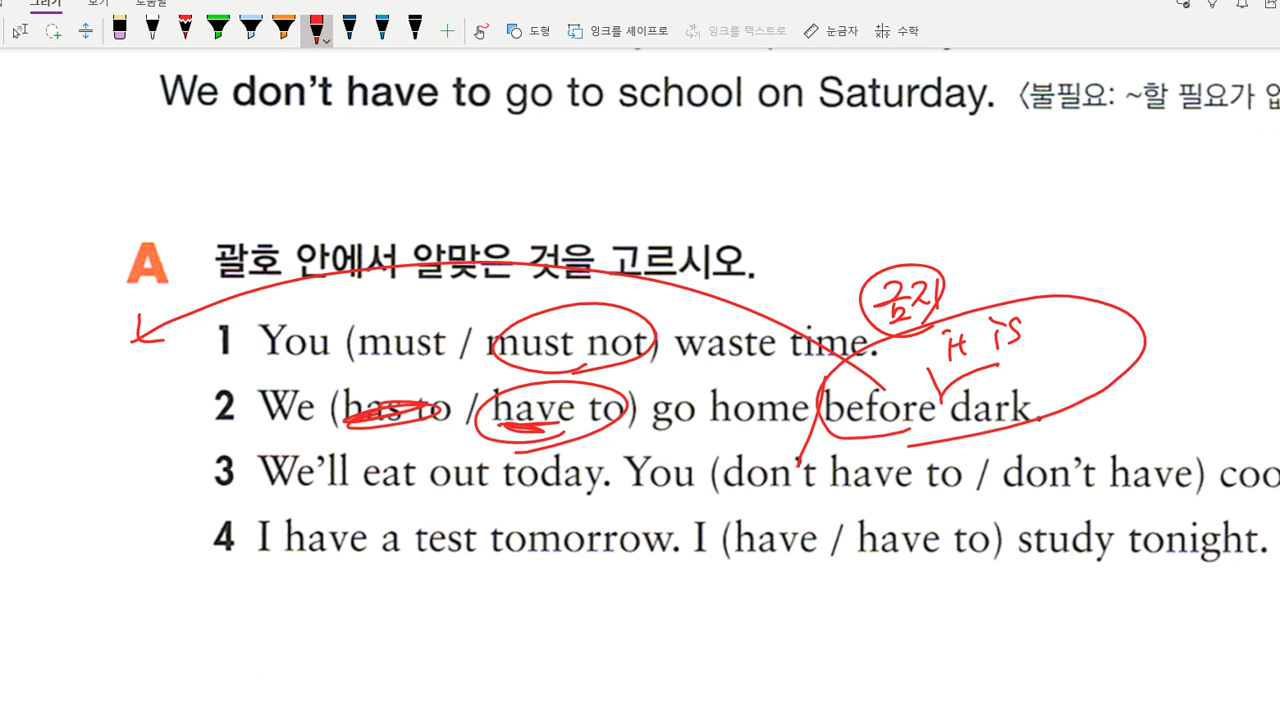 그리기 보기 도움말
도형 잉크를 셰이프로 잉크를 텍스트로 눈금자 수학
We don't have to go to school on Saturday. 〈불필요: ~할 필요가
A 괄호 안에서 알맞은 것을 고르시오.
금지
1 You (must / must not) waste time.
it is
2 We (has to / have to) go home before dark.
3 We'll eat out today. You (don't have to / don't have) coo
4 I have a test tomorrow. I (have / have to) study tonight.